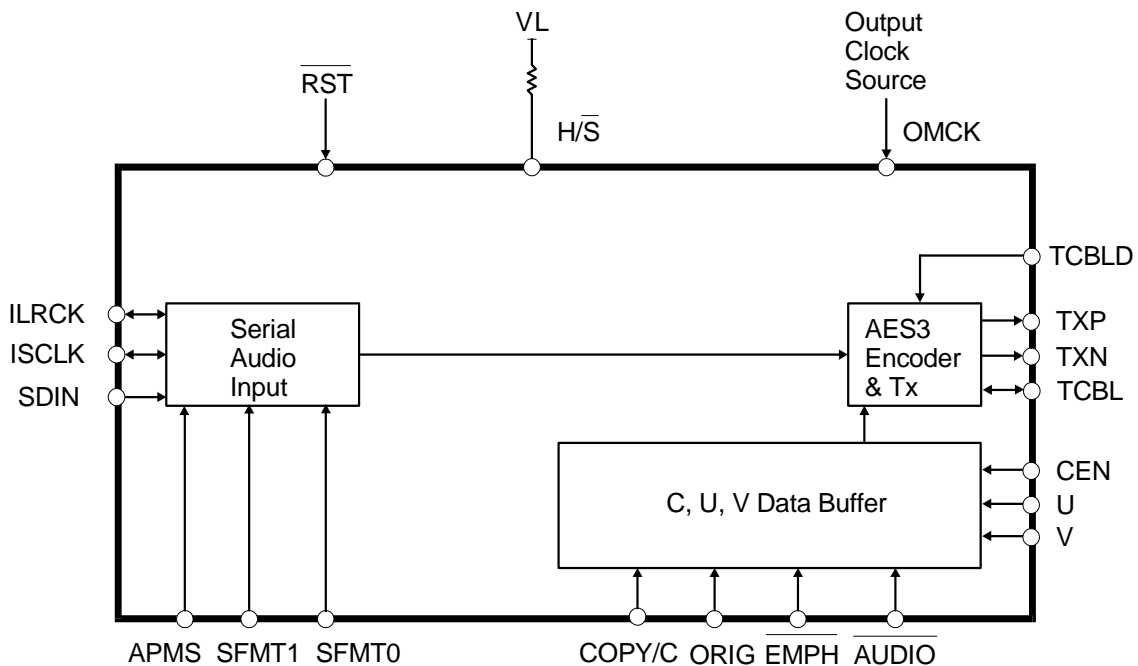 VL
Output
Clock
Source
RST
H/S
OMCK
TCBLD
ILRCK
Serial
Audio
Input
AES3
Encoder
& Tx
TXP
ISCLK
TXN
SDIN
TCBL
CEN
C, U, V Data Buffer
U
V
APMS
SFMT1
SFMT0
COPY/C
ORIG
EMPH
AUDIO